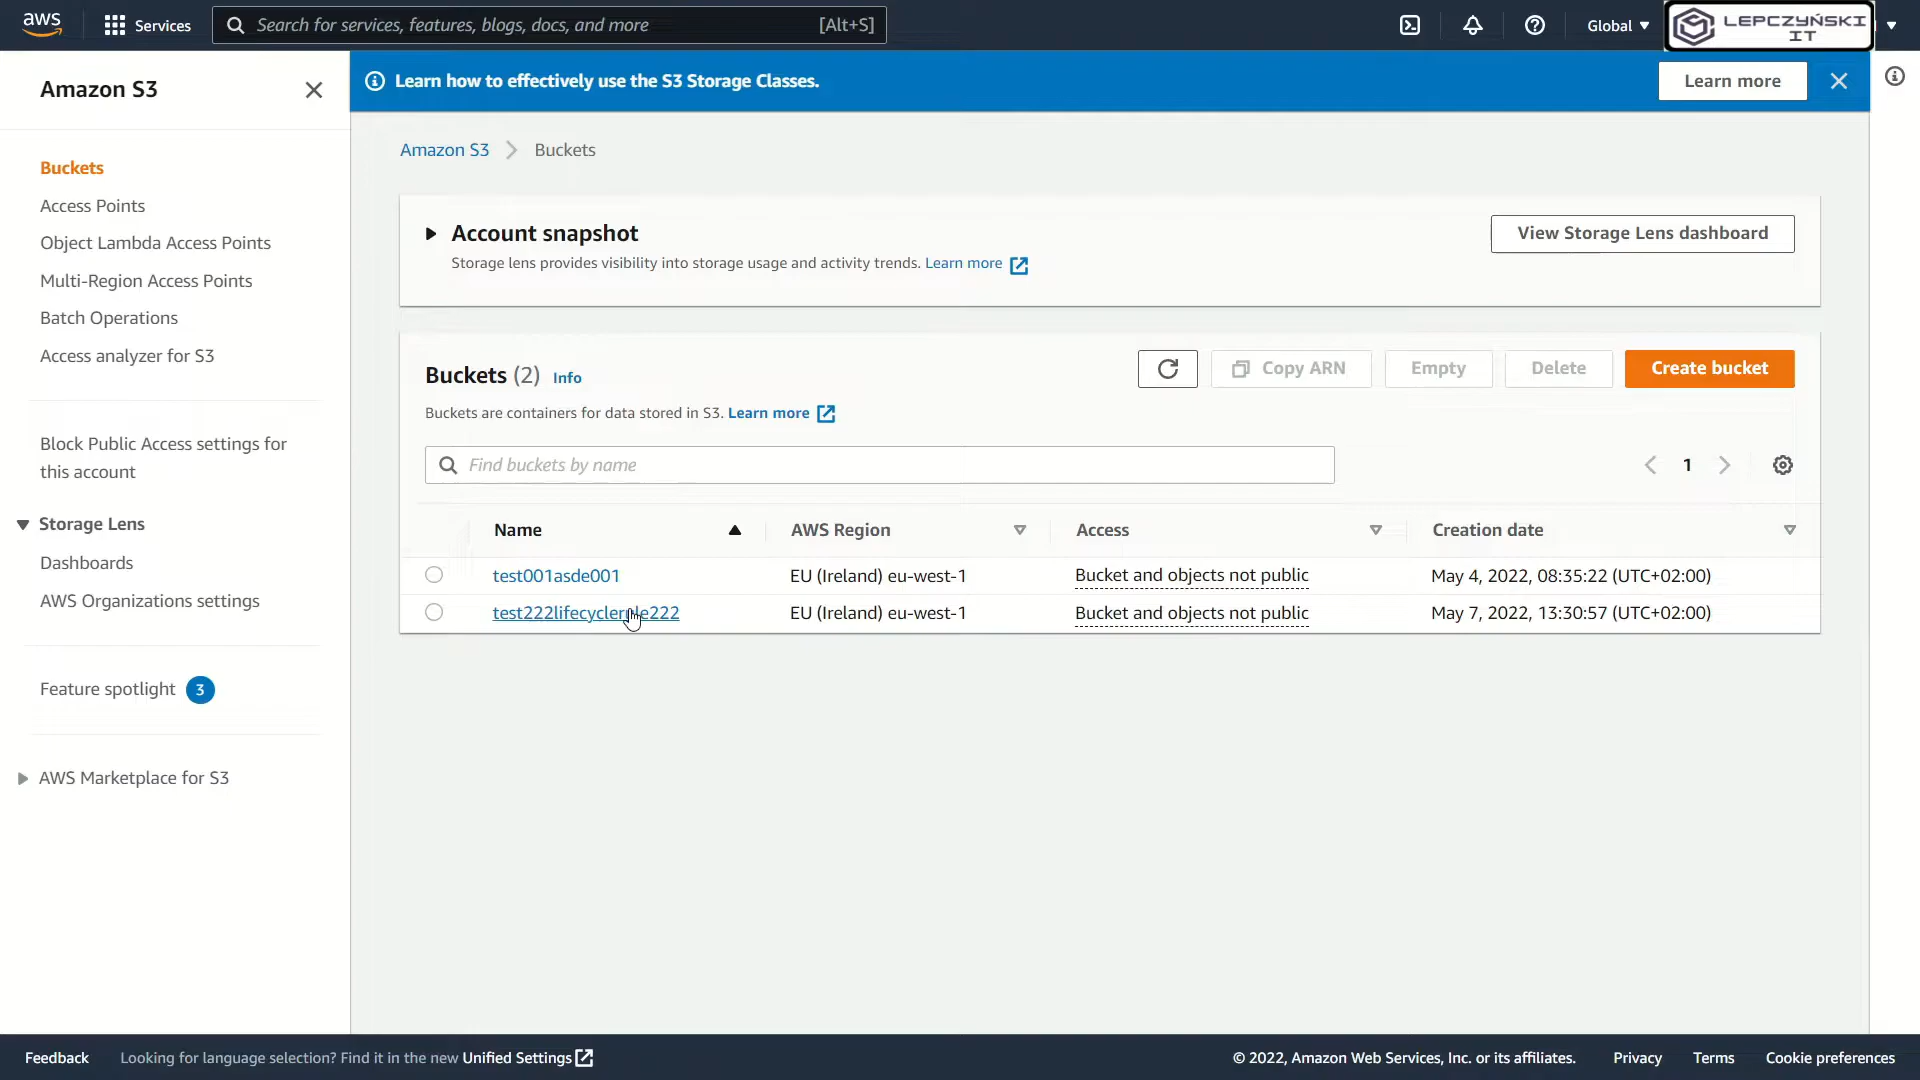 aws
Services
Search for services, features, blogs, docs, and more
[Alt+S]
Global
LEPCZYŃSKI
IT
Amazon S3
Buckets
Access Points
Object Lambda Access Points
Multi-Region Access Points
Batch Operations
Access analyzer for S3
Block Public Access settings for
this account
Storage Lens
Dashboards
AWS Organizations settings
Feature spotlight 3
AWS Marketplace for S3
Learn how to effectively use the S3 Storage Classes.
Learn more
Amazon S3 Buckets
Account snapshot
Storage lens provides visibility into storage usage and activity trends. Learn more
View Storage Lens dashboard
Buckets (2) Info
Buckets are containers for data stored in S3. Learn more
Copy ARN
Empty
Delete
Create bucket
Find buckets by name
1
Name AWS Region Access Creation date
test001asde001 EU (Ireland) eu-west-1 Bucket and objects not public May 4, 2022, 08:35:22 (UTC+02:00)
test222lifecyclerule222 EU (Ireland) eu-west-1 Bucket and objects not public May 7, 2022, 13:30:57 (UTC+02:00)
Feedback Looking for language selection? Find it in the new Unified Settings
© 2022, Amazon Web Services, Inc. or its affiliates. Privacy Terms Cookie preferences